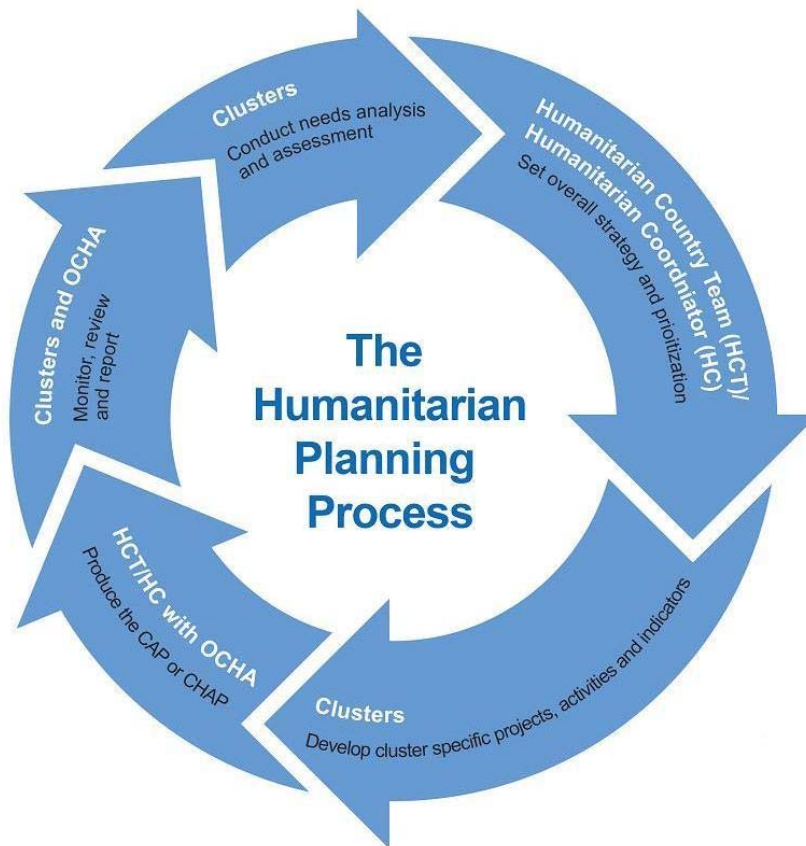 The
Humanitarian
Planning
Process
Clusters
Conduct needs analysis
and assessment
Humanitarian Country Team (HCT)/
Humanitarian Coordniator (HC)
Set overall strategy and prioitization
Clusters
Develop cluster specific projects, activities and indicators
HCT/HC with OCHA
Produce the CAP or CHAP
Clusters and OCHA
Monitor, review
and report